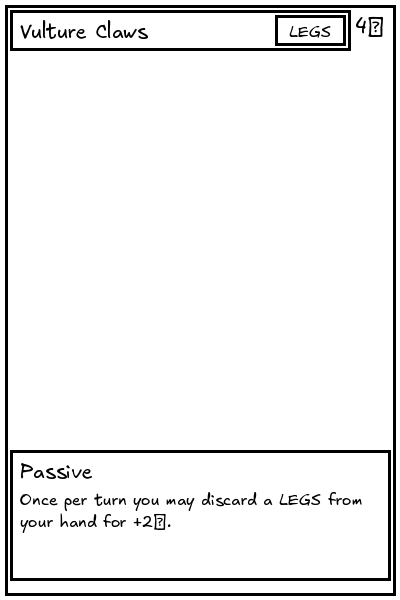 Vulture Claws
LEGS
4⍰
Passive
Once per turn you may discard a LEGS from
your hand for +2⍰.